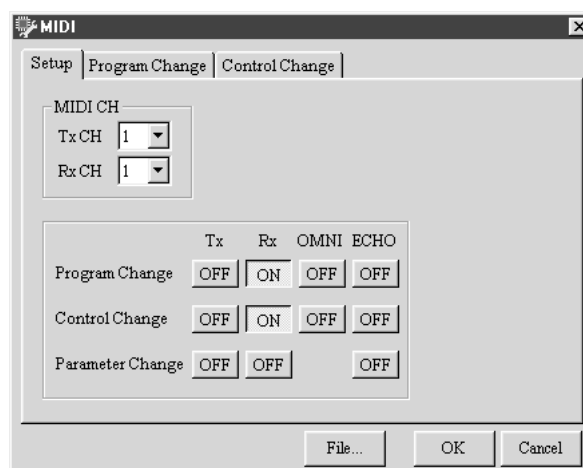 MIDI
Setup Program Change Control Change
MIDI CH
Tx CH 1
Rx CH 1
Tx Rx OMNI ECHO
Program Change OFF ON OFF OFF
Control Change OFF ON OFF OFF
Parameter Change OFF OFF OFF
File... OK Cancel